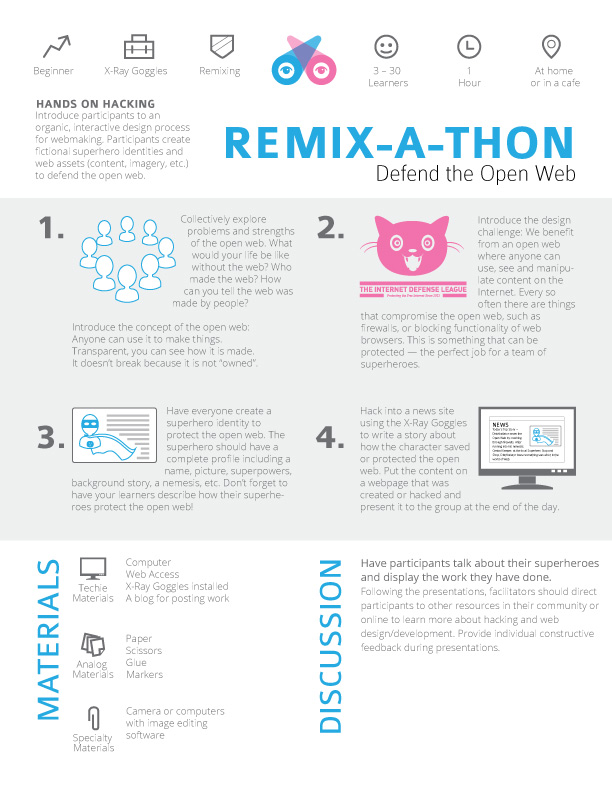 Beginner
X-Ray Goggles
Remixing
3 – 30
Learners
1
Hour
At home
or in a cafe
HANDS ON HACKING
Introduce participants to an
organic, interactive design process
for webmaking. Participants create
fictional superhero identities and
web assets (content, imagery, etc.)
to defend the open web.
REMIX-A-THON
Defend the Open Web
1.
Collectively explore
problems and strengths
of the open web. What
would your life be like
without the web? Who
made the web? How
can you tell the web was
made by people?
Introduce the concept of the open web:
Anyone can use it to make things.
Transparent, you can see how it is made.
It doesn't break because it is not "owned".
2.
THE INTERNET DEFENSE LEAGUE
Introduce the design
challenge: We benefit
from an open web
where anyone can
use, see and manipu-
late content on the
Internet. Every so
often there are things
that compromise the open web, such as
firewalls, or blocking functionality of web
browsers. This is something that can be
protected — the perfect job for a team of
superheroes.
3.
Have everyone create a
superhero identity to
protect the open web. The
superhero should have a
complete profile including a
name, picture, superpowers,
background story, a nemesis, etc. Don't forget to
have your learners describe how their superhe-
roes protect the open web!
4.
Hack into a news site
using the X-Ray Goggles
to write a story about
how the character saved
or protected the open
web. Put the content on
a webpage that was
created or hacked and
present it to the group at the end of the day.
NEWS
MATERIALS
Techie
Materials
Computer
Web Access
X-Ray Goggles installed
A blog for posting work
Analog
Materials
Paper
Scissors
Glue
Markers
Specialty
Materials
Camera or computers
with image editing
software
DISCUSSION
Have participants talk about their superheroes
and display the work they have done.
Following the presentations, facilitators should direct
participants to other resources in their community or
online to learn more about hacking and web
design/development. Provide individual constructive
feedback during presentations.